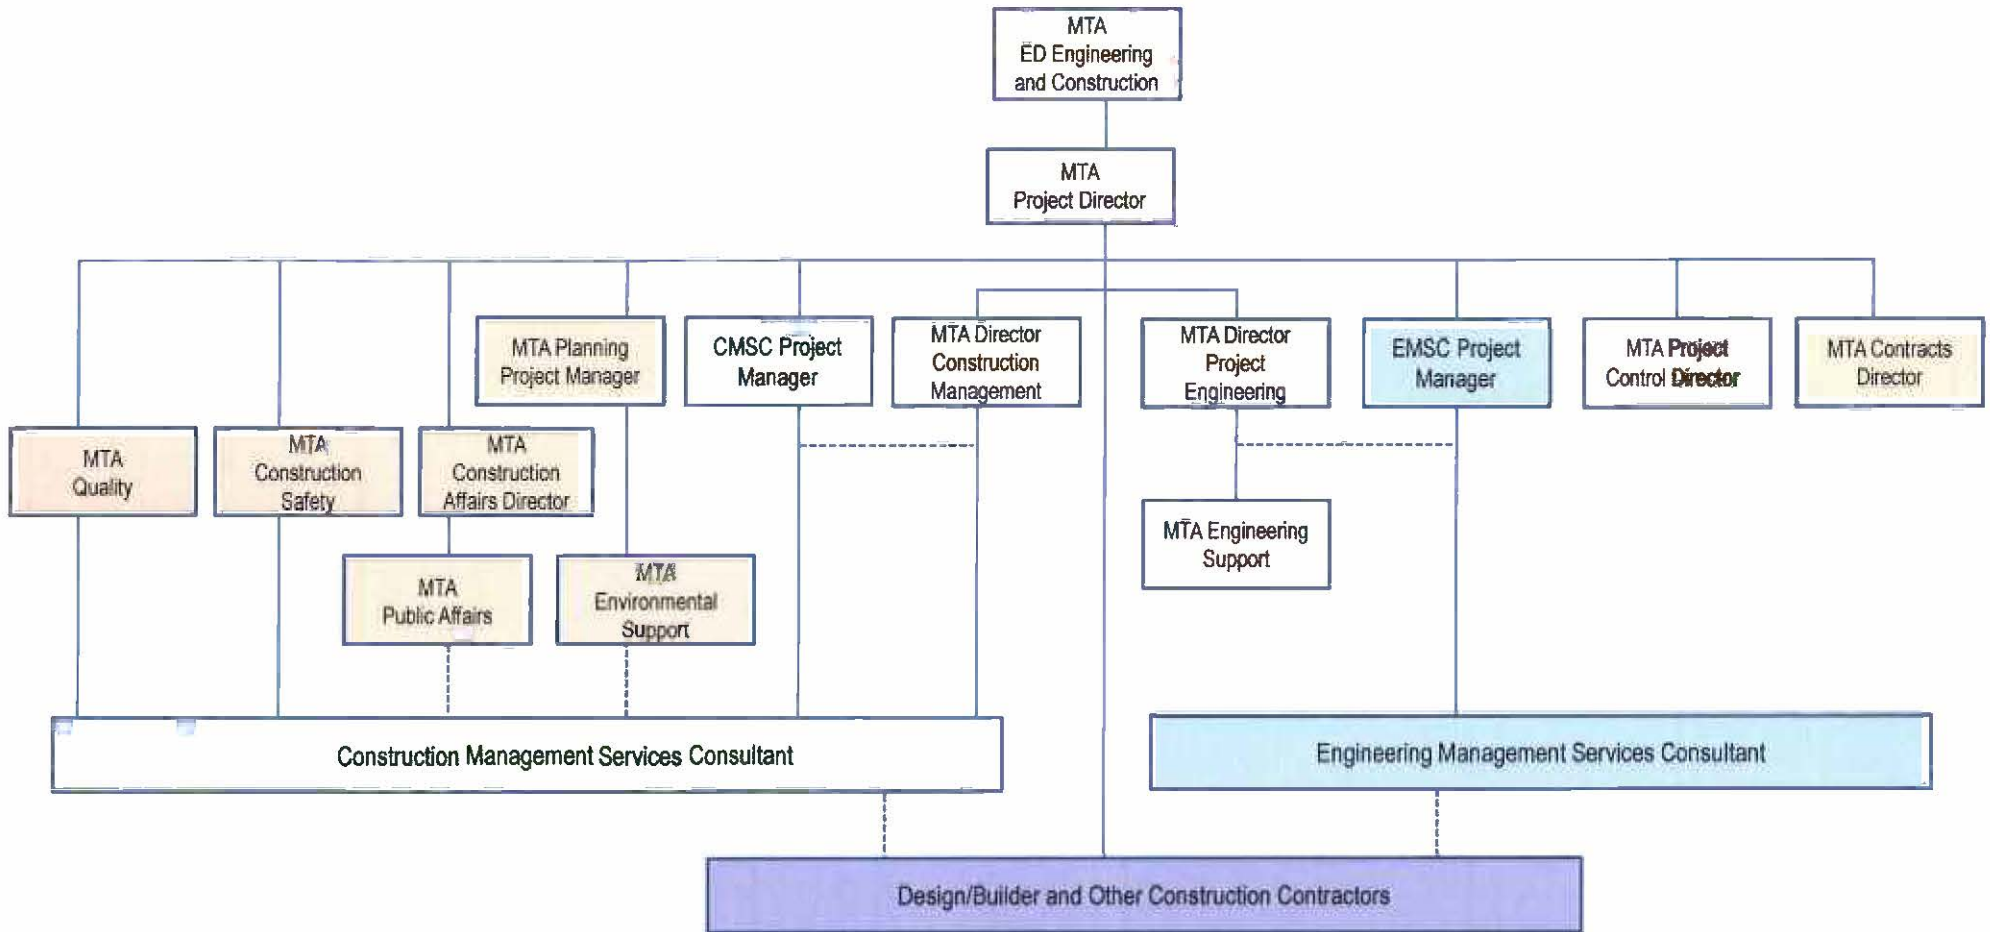 MTA
ED Engineering
and Construction
MTA
Project Director
MTA Planning
Project Manager
CMSC Project
Manager
MTA Director
Construction
Management
MTA Director
Project
Engineering
EMSC Project
Manager
MTA Project
Control Director
MTA Contracts
Director
MTA
Quality
MTA
Construction
Safety
MTA
Construction
Affairs Director
MTA Engineering
Support
MTA
Public Affairs
MTA
Environmental
Support
Construction Management Services Consultant
Engineering Management Services Consultant
Design/Builder and Other Construction Contractors